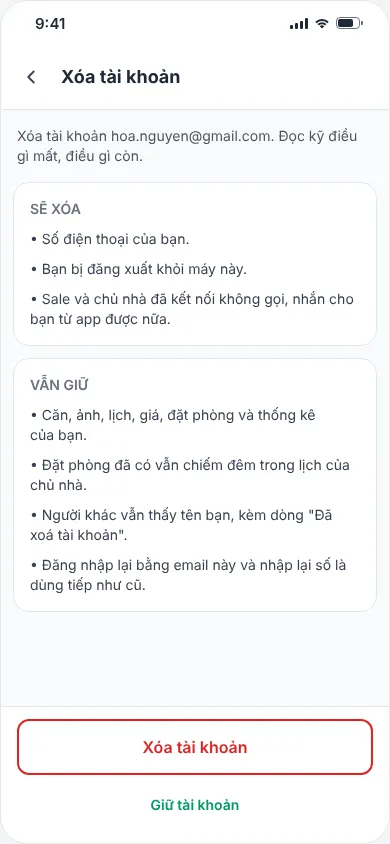 9:41
Xóa tài khoản
Xóa tài khoản hoa.nguyen@gmail.com. Đọc kỹ điều
gì mất, điều gì còn.
SẼ XÓA
• Số điện thoại của bạn.
• Bạn bị đăng xuất khỏi máy này.
• Sale và chủ nhà đã kết nối không gọi, nhắn cho
bạn từ app được nữa.
VẪN GIỮ
• Căn, ảnh, lịch, giá, đặt phòng và thống kê
của bạn.
• Đặt phòng đã có vẫn chiếm đêm trong lịch của
chủ nhà.
• Người khác vẫn thấy tên bạn, kèm dòng "Đã
xoá tài khoản".
• Đăng nhập lại bằng email này và nhập lại số là
dùng tiếp như cũ.
Xóa tài khoản
Giữ tài khoản